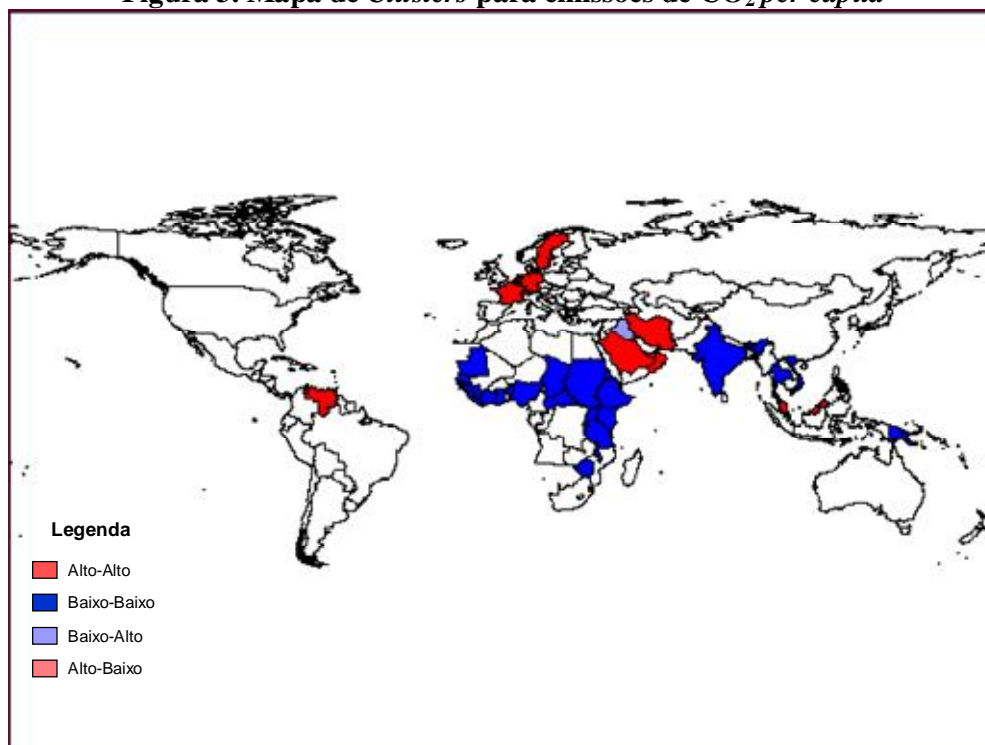 Figura 3. Mapa de Clusters para emissões de CO₂ per capita
Legenda
Alto-Alto
Baixo-Baixo
Baixo-Alto
Alto-Baixo